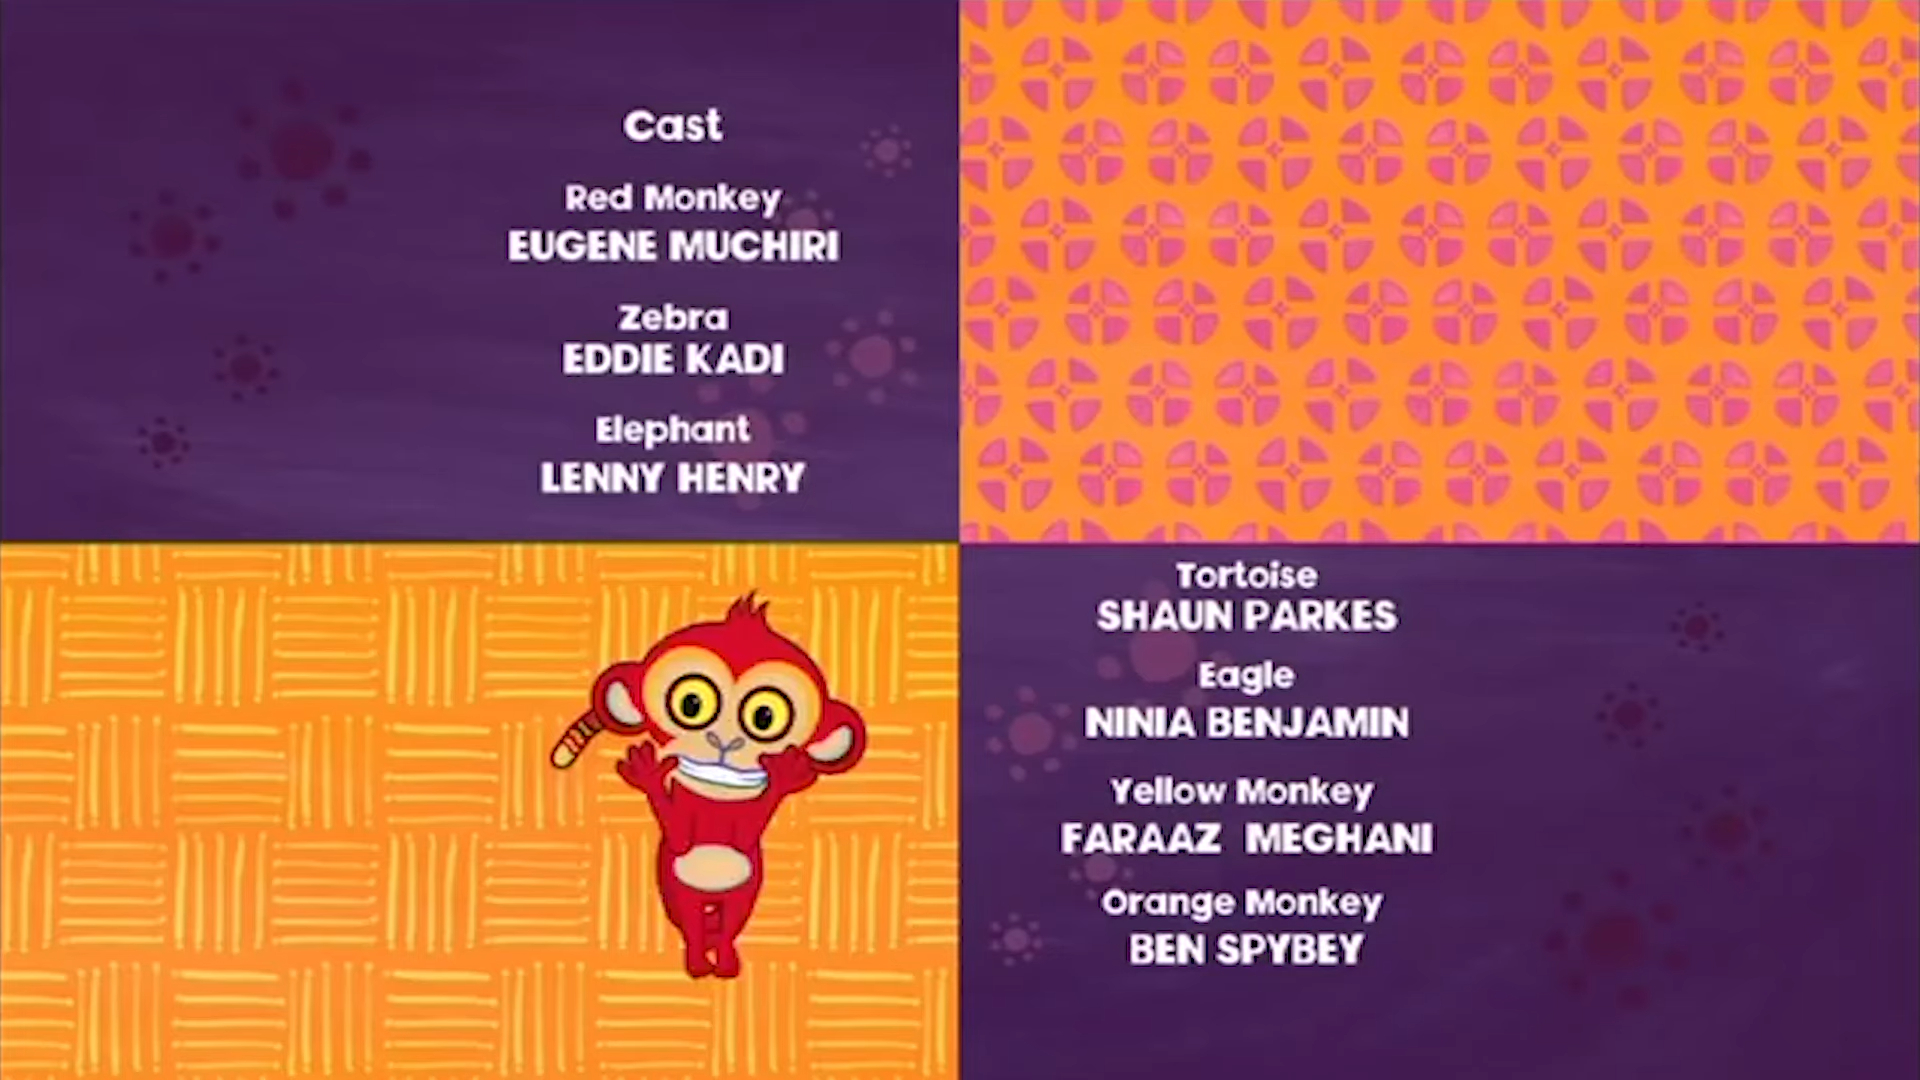 Cast
Red Monkey
EUGENE MUCHIRI
Zebra
EDDIE KADI
Elephant
LENNY HENRY
Tortoise
SHAUN PARKES
Eagle
NINIA BENJAMIN
Yellow Monkey
FARAAZ MEGHANI
Orange Monkey
BEN SPYBEY